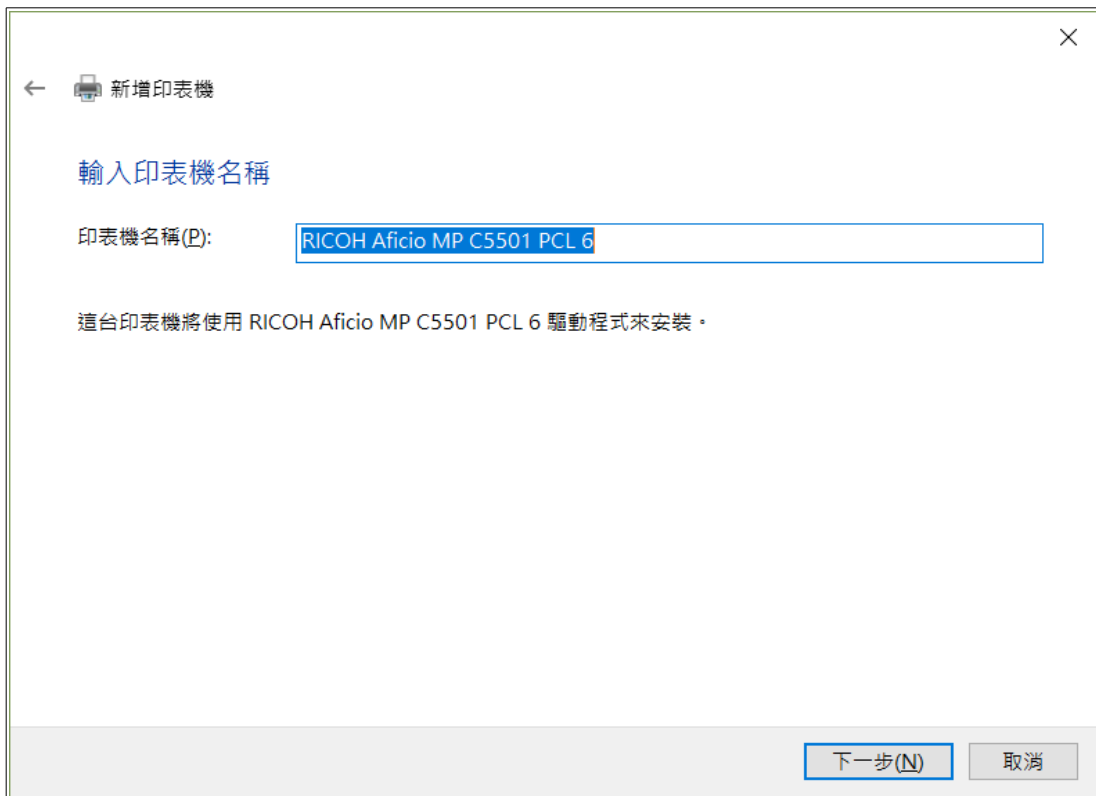 新增印表機
輸入印表機名稱
印表機名稱(P): RICOH Aficio MP C5501 PCL 6
這台印表機將使用 RICOH Aficio MP C5501 PCL 6 驅動程式來安裝。
下一步(N) 取消